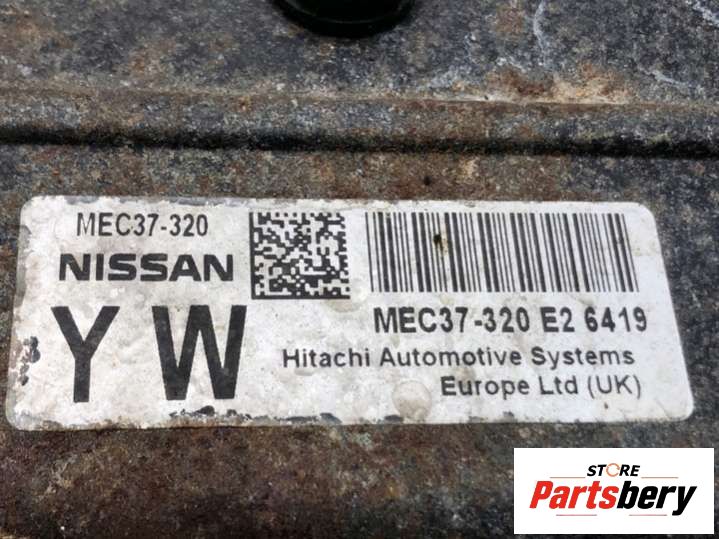 MEC37-320
NISSAN
Y W
MEC37-320 E2 6419
Hitachi Automotive Systems
Europe Ltd (UK)
STORE
Partsbery